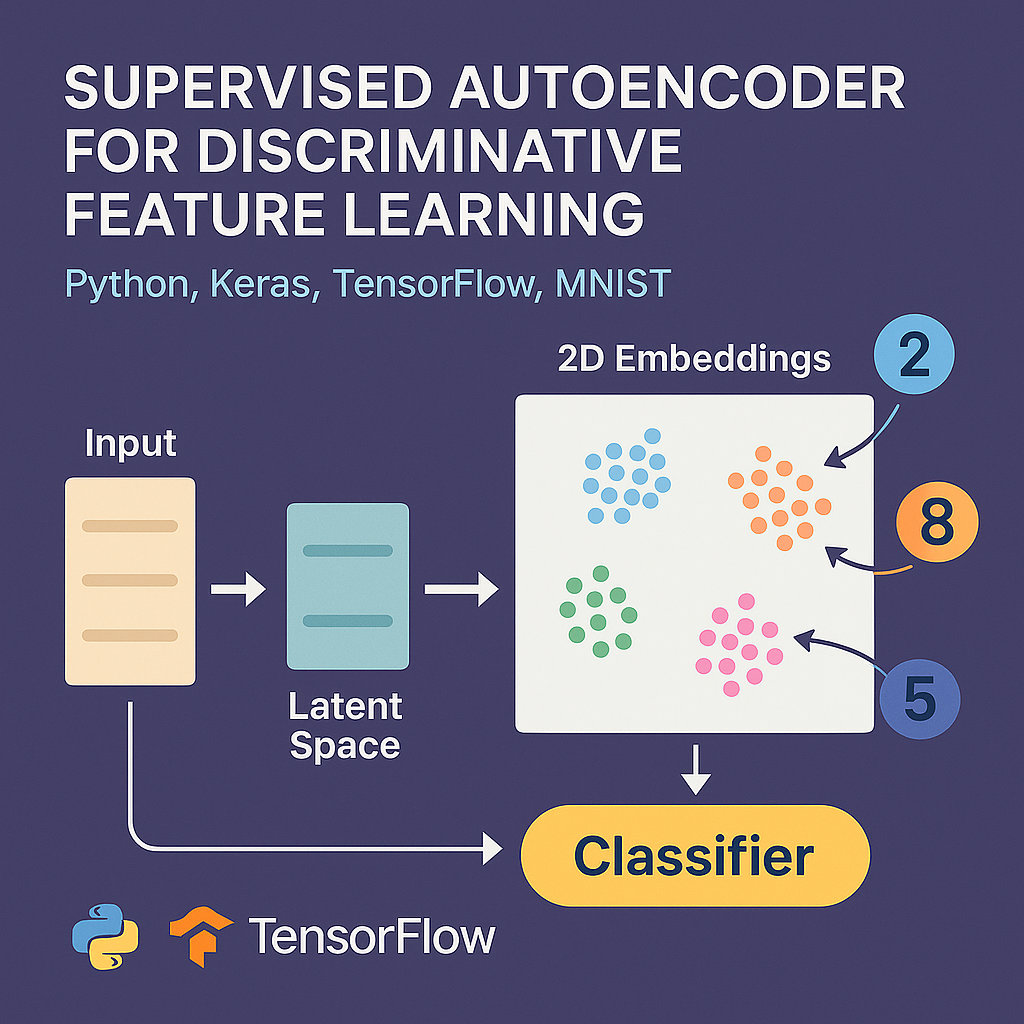 SUPERVISED AUTOENCODER
FOR DISCRIMINATIVE
FEATURE LEARNING
Python, Keras, TensorFlow, MNIST
2D Embeddings
2
Input
8
Latent
Space
5
Classifier
TensorFlow